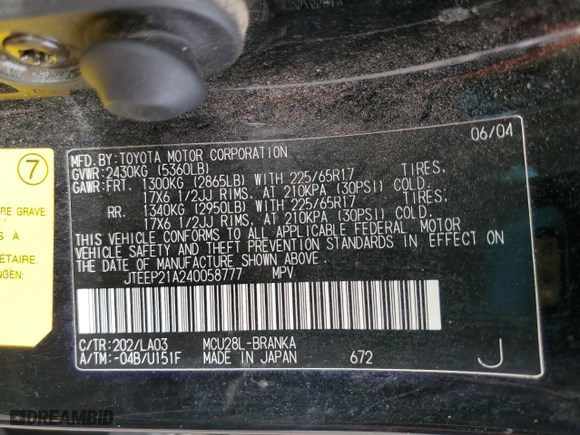 7
E GRAVE:
S À
ÉTAIRE.
NGEN:
MFD.BY:TOYOTA MOTOR CORPORATION 06/04
GVWR:2430KG (5360LB)
GAWR:FRT. 1300KG (2865LB) WITH 225/65R17 TIRES,
17X6 1/2JJ RIMS, AT 210KPA (30PSI) COLD.
RR. 1340KG (2950LB) WITH 225/65R17 TIRES,
17X6 1/2JJ RIMS, AT 210KPA (30PSI) COLD.
THIS VEHICLE CONFORMS TO ALL APPLICABLE FEDERAL MOTOR
VEHICLE SAFETY AND THEFT PREVENTION STANDARDS IN EFFECT ON
THE DATE OF MANUFACTURE SHOWN ABOVE.
JTEEP21A240058777 MPV
C/TR:202/LA03 MCU28L-BRANKA
A/TM:-04B/U151F MADE IN JAPAN 672 J
DREAMBID